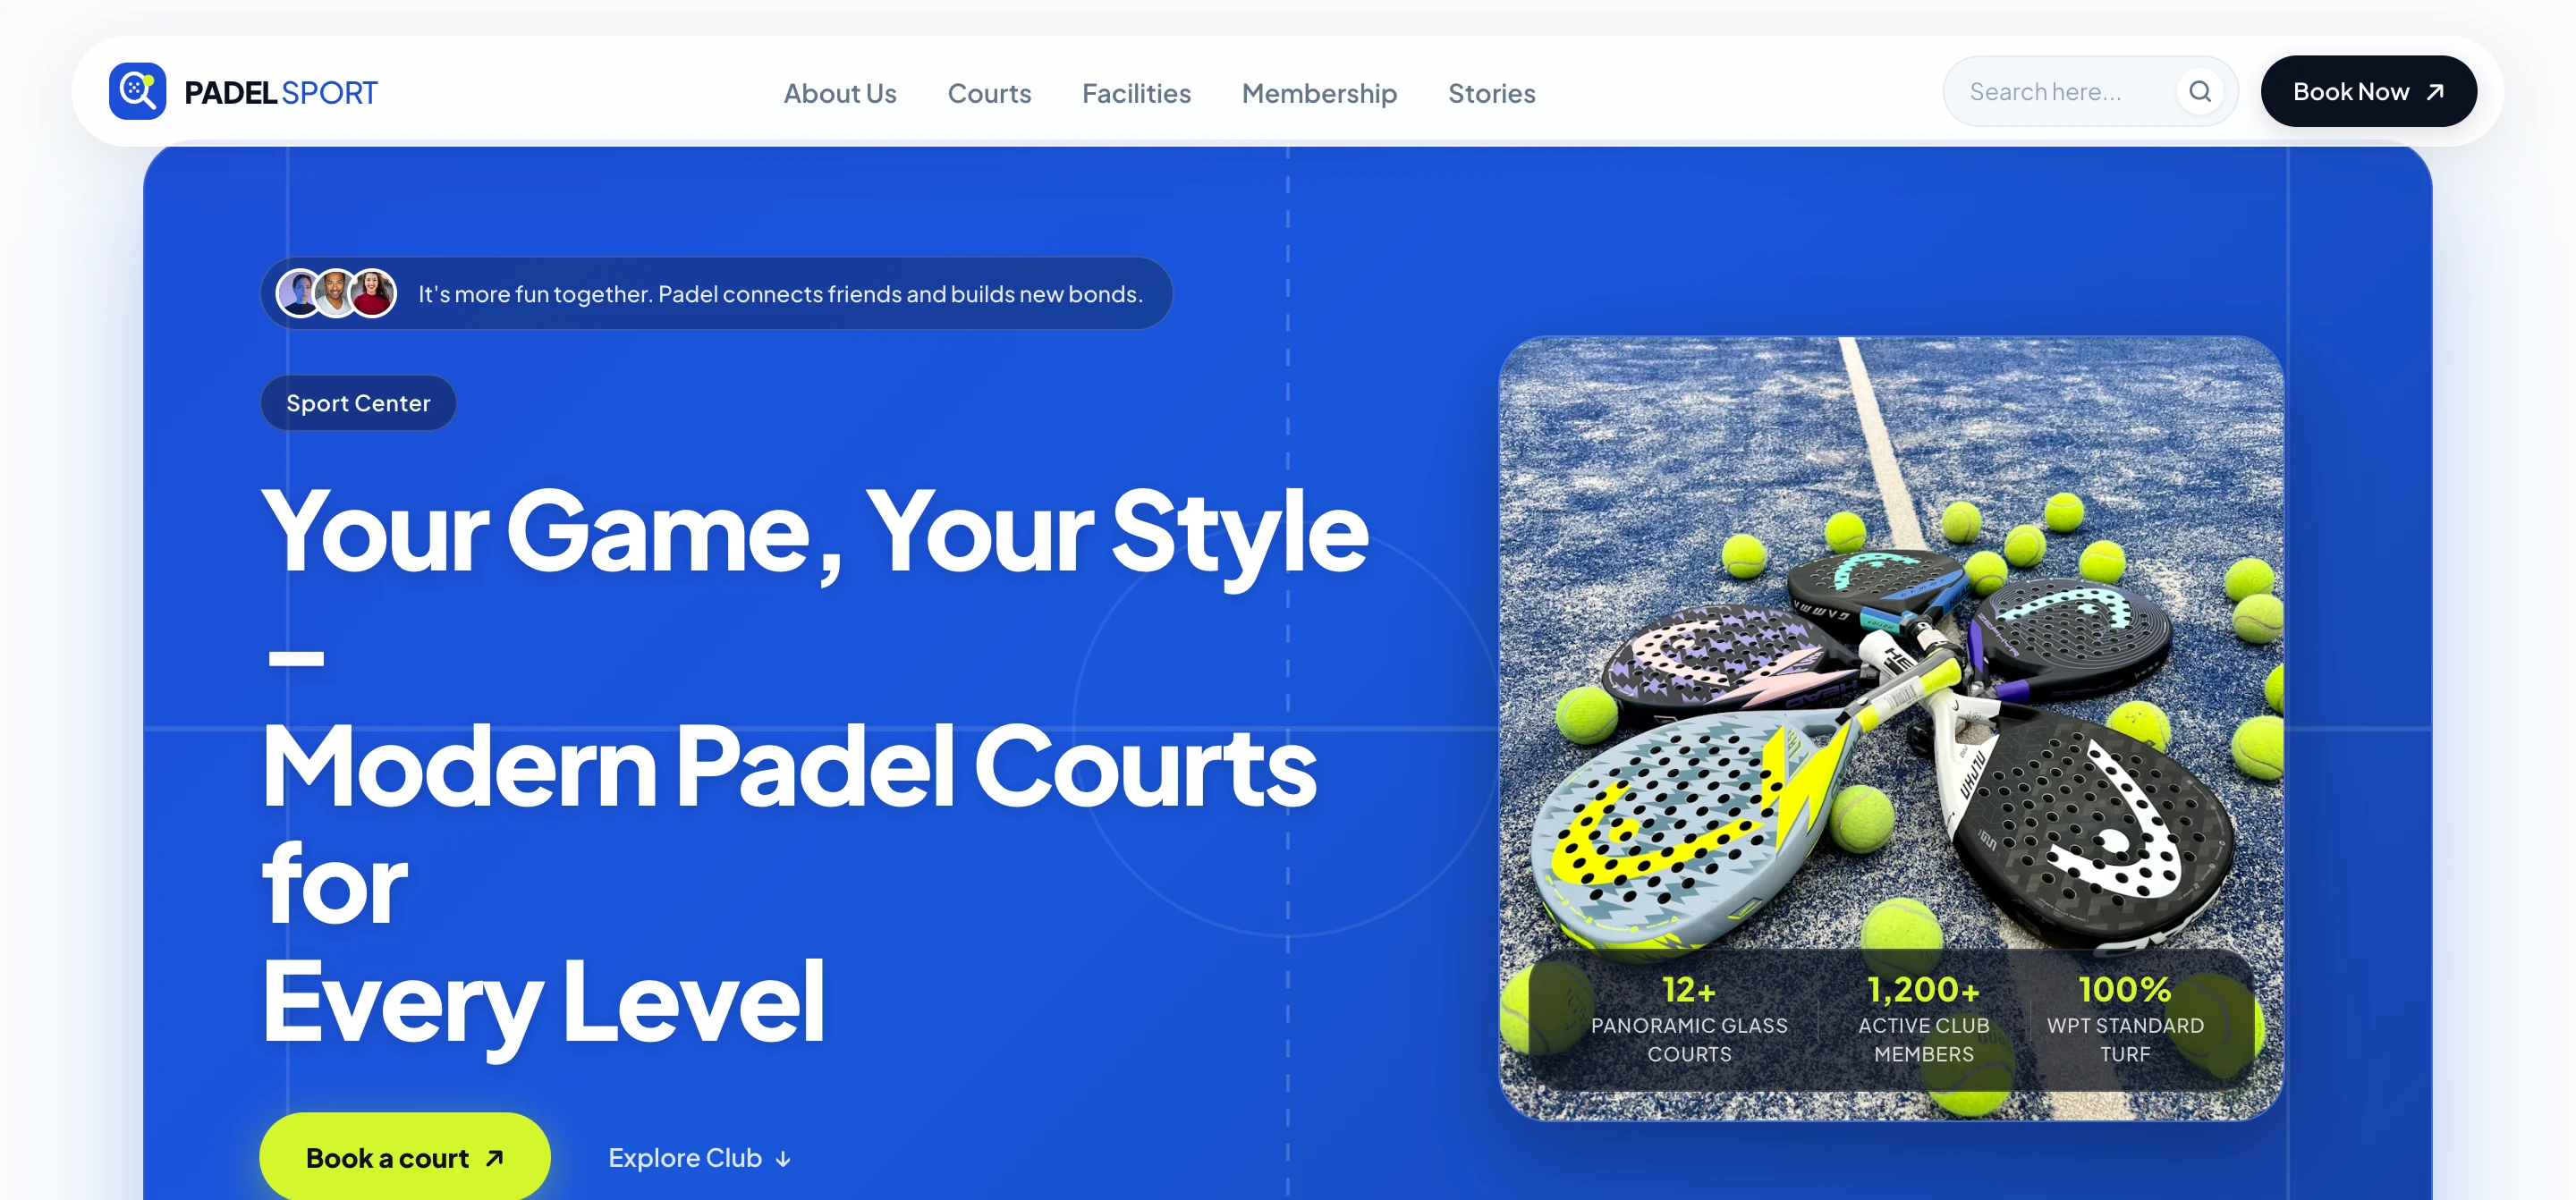 PADEL SPORT
About Us
Courts
Facilities
Membership
Stories
Search here...
Book Now
It's more fun together. Padel connects friends and builds new bonds.
Sport Center
Your Game, Your Style
–
Modern Padel Courts
for
Every Level
Book a court
Explore Club
HEAD
12+
PANORAMIC GLASS
COURTS
1,200+
ACTIVE CLUB
MEMBERS
100%
WPT STANDARD
TURF